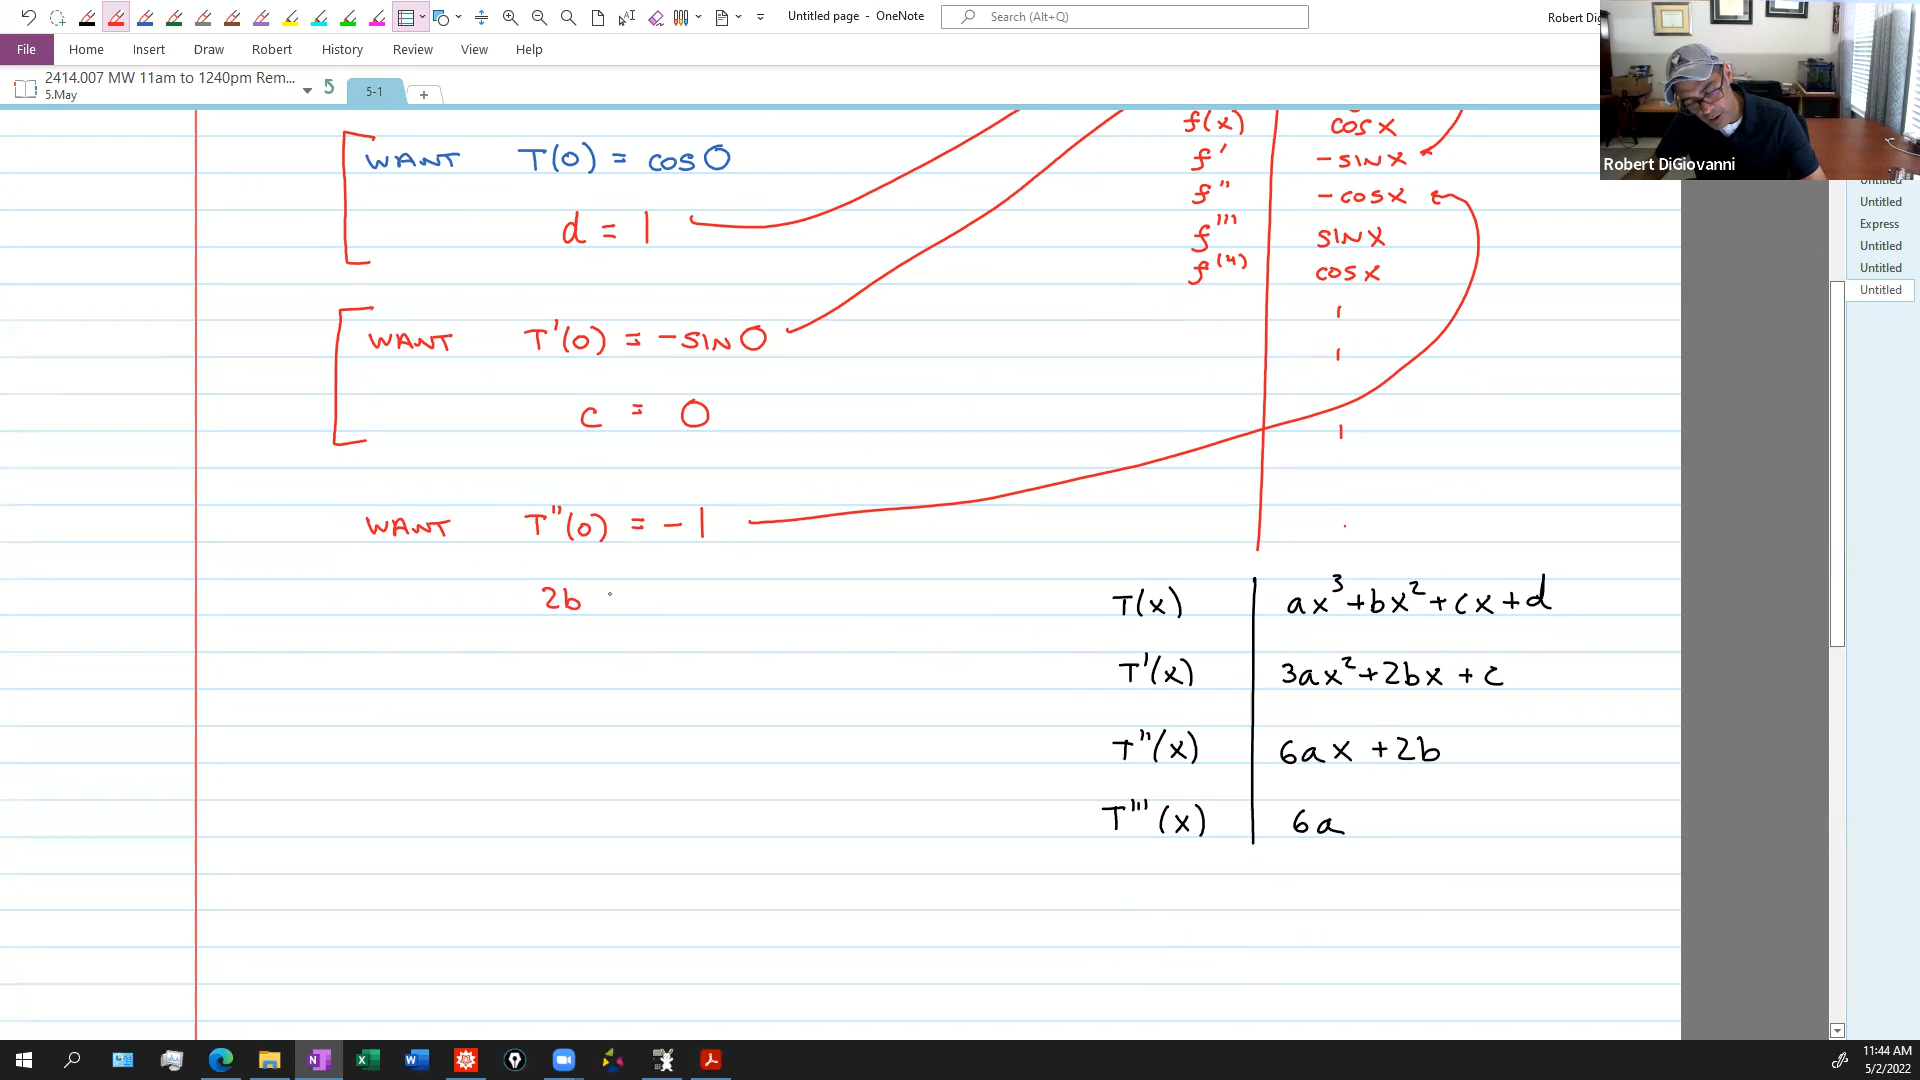 Untitled page - OneNote
Search (Alt+Q)
Robert Di
File Home Insert Draw Robert History Review View Help
2414.007 MW 11am to 1240pm Rem...
5.May
5-1
Robert DiGiovanni
Untitled
Untitled
Express
Untitled
Untitled
Untitled
WANT T(0) = cos 0
d = 1
WANT T'(0) = -SIN 0
c = 0
WANT T"(0) = -1
2b
f(x) cos x
f' -SIN x
f" -cos x
f''' SIN x
f^(4) cos x
T(x) ax³+bx²+cx+d
T'(x) 3ax²+2bx+c
T"(x) 6ax+2b
T'''(x) 6a
11:44 AM
5/2/2022